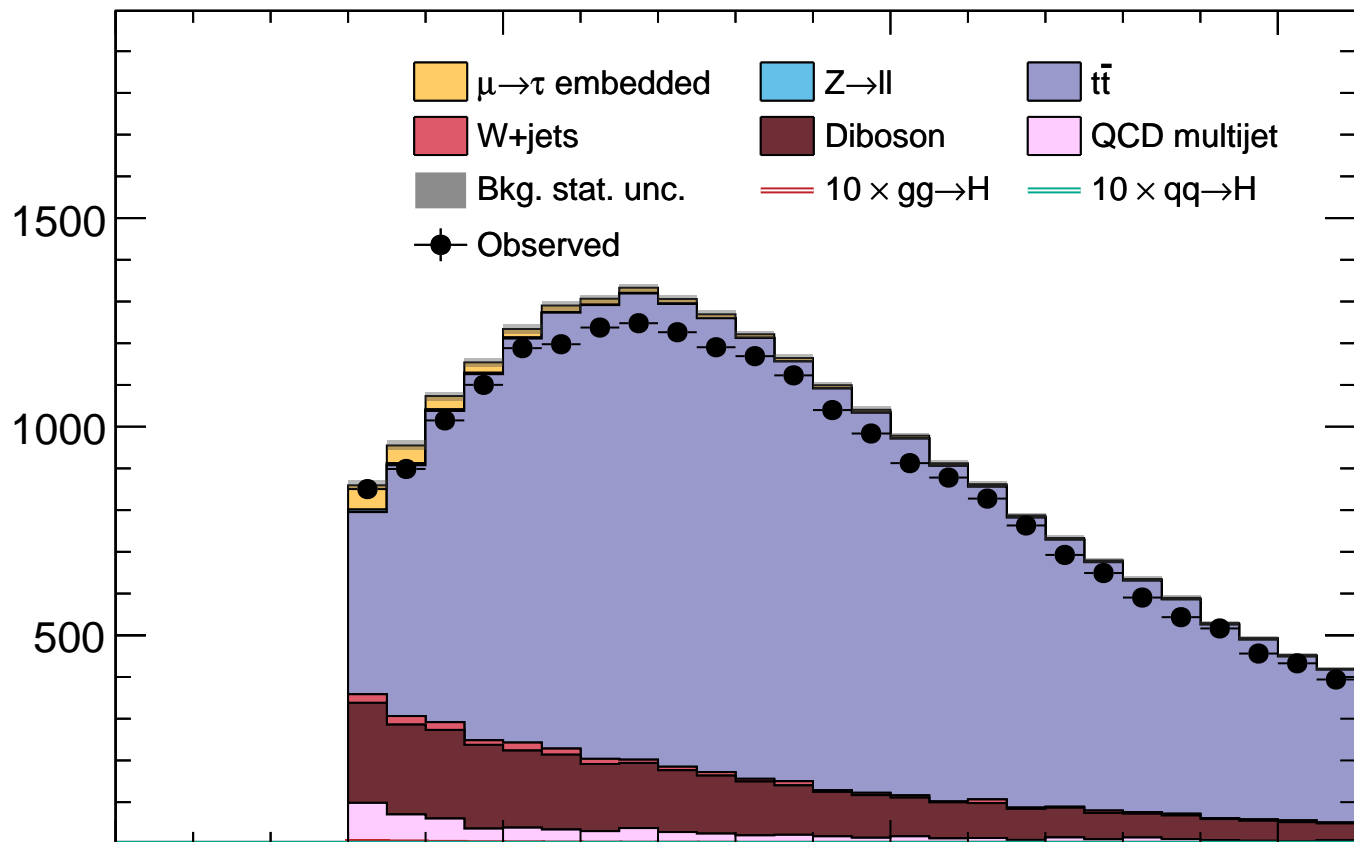 μ→τ embedded Z→ll tt̄
W+jets Diboson QCD multijet
Bkg. stat. unc. 10 × gg→H 10 × qq→H
Observed
1500
1000
500